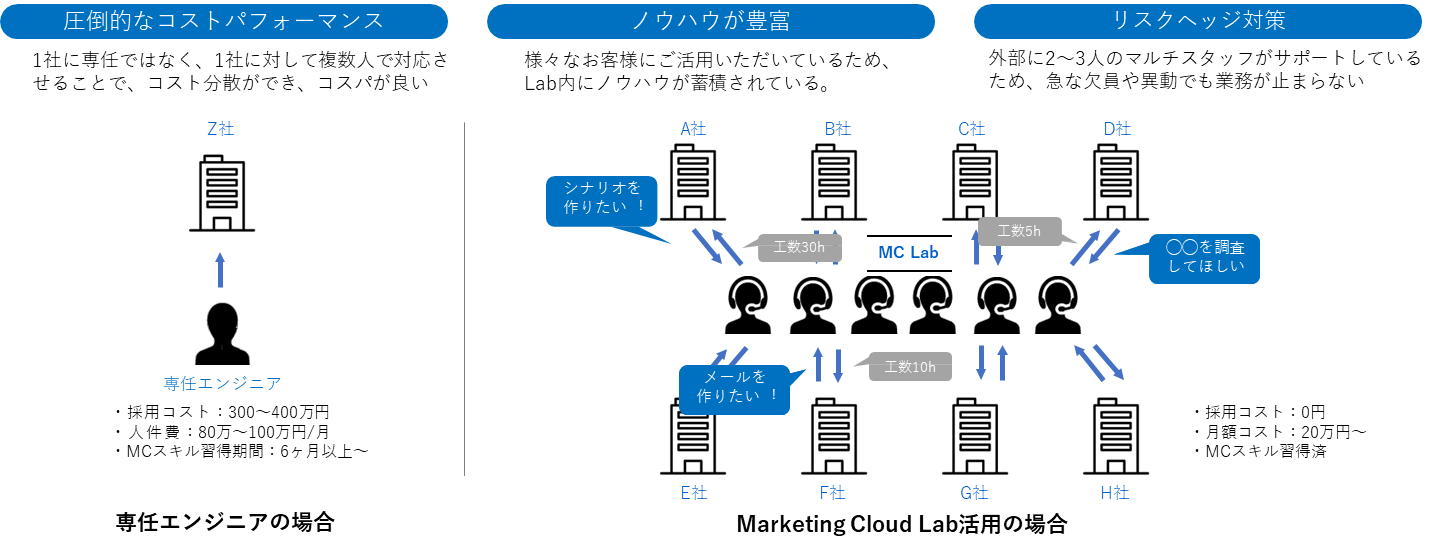 圧倒的なコストパフォーマンス
1社に専任ではなく、1社に対して複数人で対応さ
せることで、コスト分散ができ、コスパが良い
ノウハウが豊富
様々なお客様にご活用いただいているため、
Lab内にノウハウが蓄積されている。
リスクヘッジ対策
外部に2～3人のマルチスタッフがサポートしている
ため、急な欠員や異動でも業務が止まらない
Z社
専任エンジニア
・採用コスト：300～400万円
・人件費：80万～100万円/月
・MCスキル習得期間：6ヶ月以上～
専任エンジニアの場合
A社
B社
C社
D社
シナリオを
作りたい！
工数30h
MC Lab
工数5h
〇〇を調査
してほしい
メールを
作りたい！
工数10h
E社
F社
G社
H社
・採用コスト：0円
・月額コスト：20万円～
・MCスキル習得済
Marketing Cloud Lab活用の場合